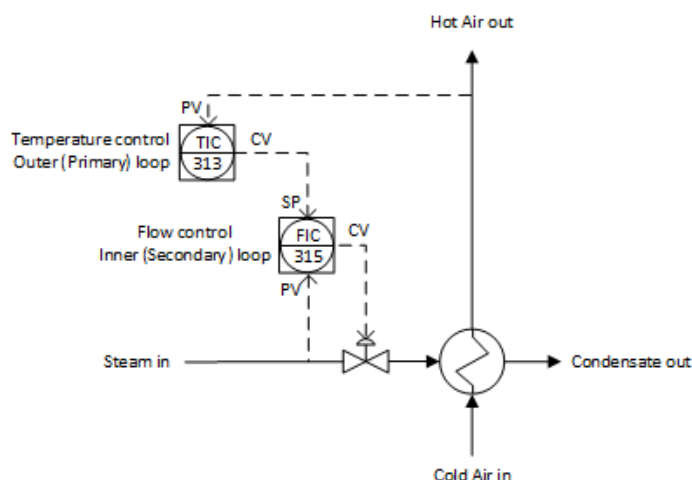 Hot Air out
PV
Temperature control
Outer (Primary) loop
TIC
313
CV
SP
Flow control
Inner (Secondary) loop
FIC
315
CV
PV
Steam in
Condensate out
Cold Air in